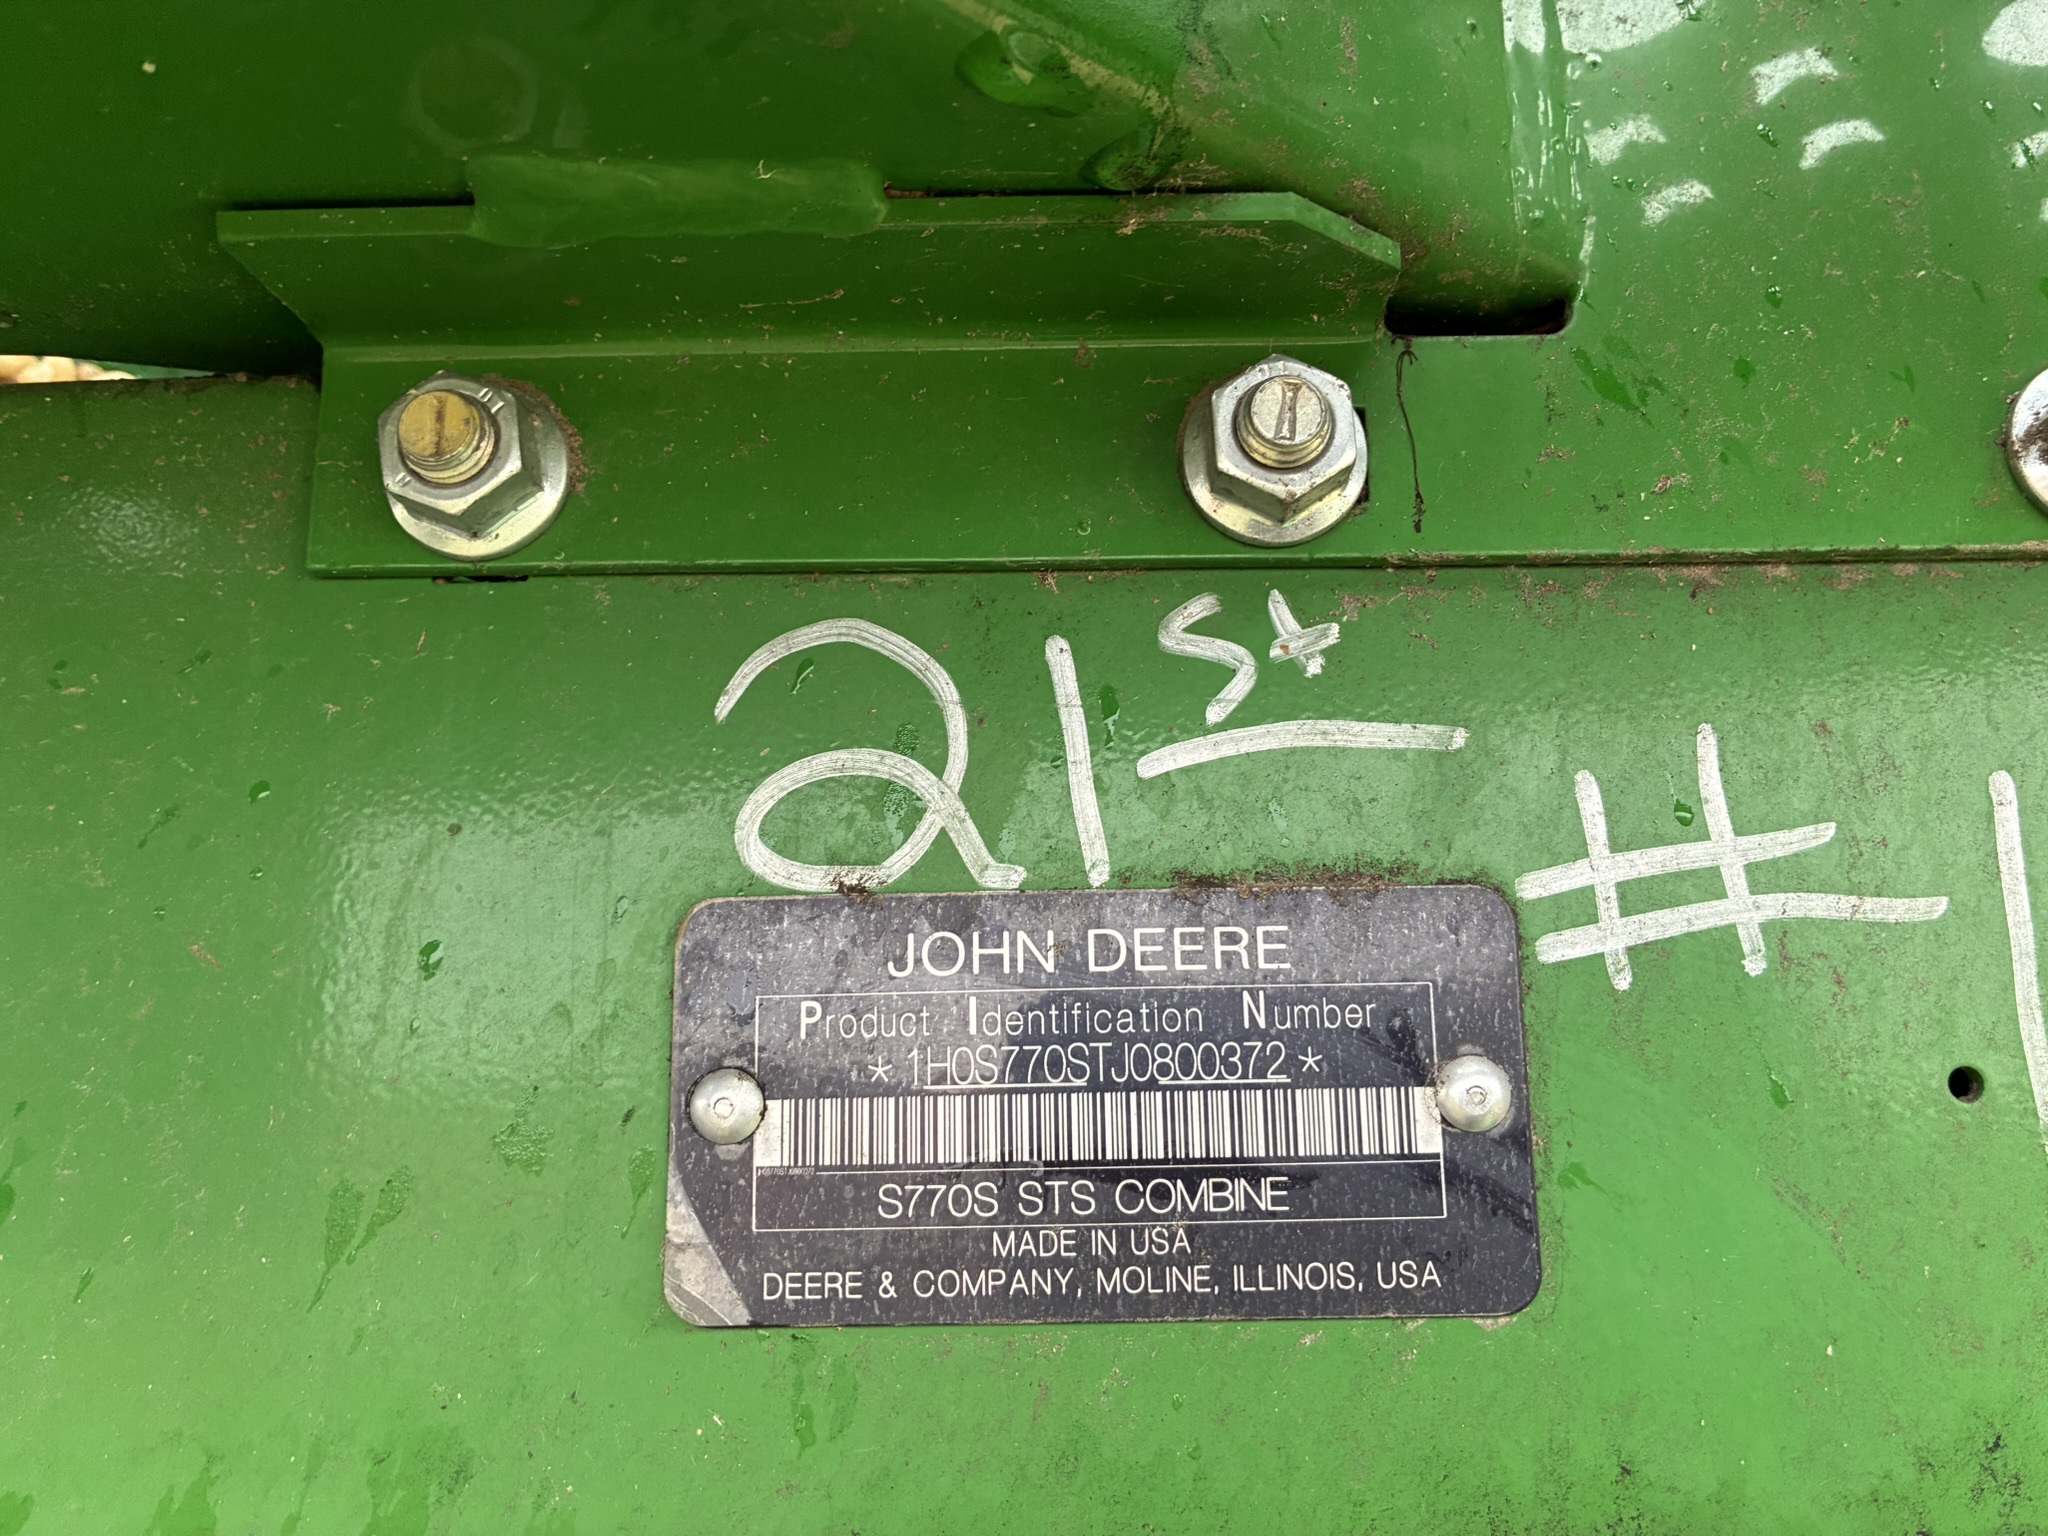 21st
#1
JOHN DEERE
Product Identification Number
*1H0S770STJ0800372*
S770S STS COMBINE
MADE IN USA
DEERE & COMPANY, MOLINE, ILLINOIS, USA